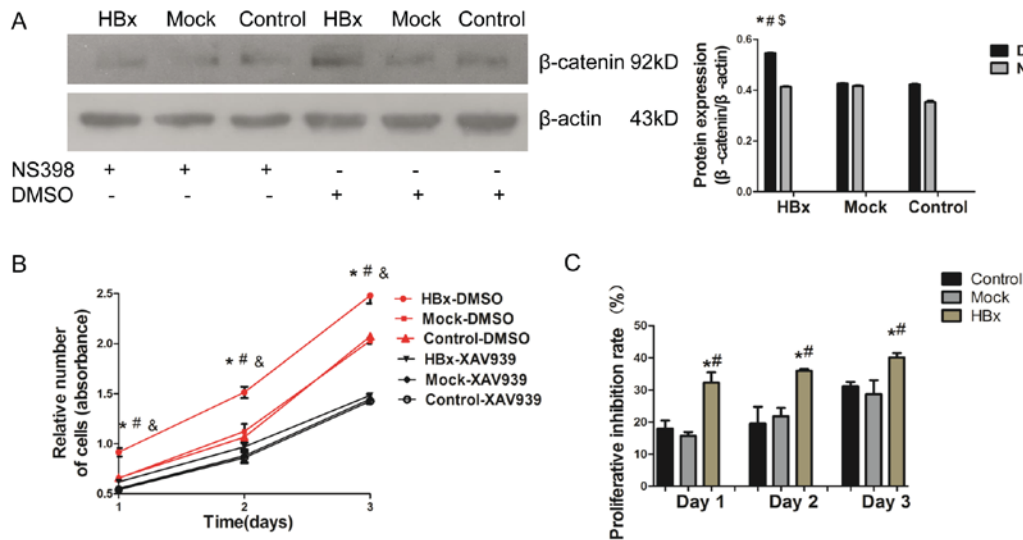 A
HBx Mock Control HBx Mock Control
β-catenin 92kD
β-actin 43kD
NS398 + + + - - -
DMSO - - - + + +
* # $
D
N
Protein expression
(β -catenin/β -actin)
0.6
0.4
0.2
0.0
HBx Mock Control
B
* # &
* # &
* # &
Relative number
of cells (absorbance)
2.5
2.0
1.5
1.0
0.5
1 2 3
Time(days)
HBx-DMSO
Mock-DMSO
Control-DMSO
HBx-XAV939
Mock-XAV939
Control-XAV939
C
Control
Mock
HBx
Proliferative inhibition rate (%)
50
40
30
20
10
0
*#
*#
*#
Day 1 Day 2 Day 3